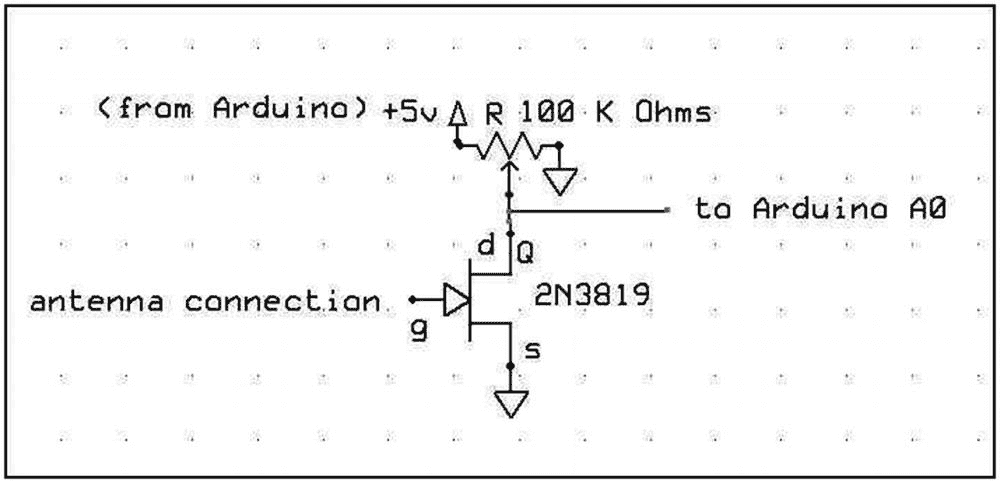 (from Arduino) +5v R 100 K Ohms
to Arduino A0
d Q
2N3819
antenna connection
g
s